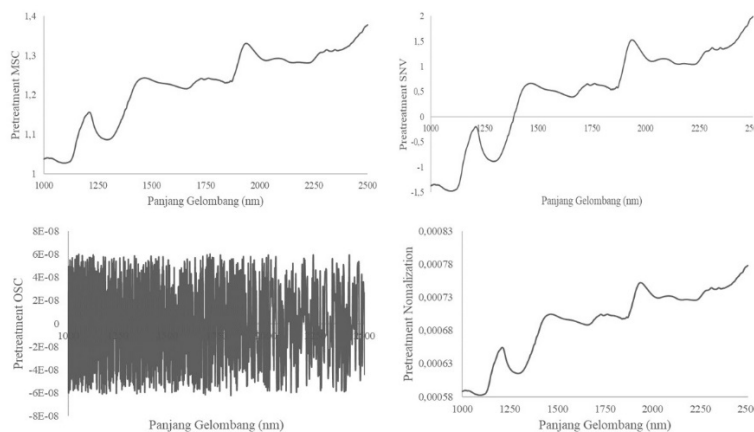 1,4
1,3
1,2
1,1
1
Pretreatment MSC
1000 1250 1500 1750 2000 2250 2500
Panjang Gelombang (nm)
2
1,5
1
0,5
0
-0,5
-1
-1,5
Preatreatment SNV
1000 1250 1500 1750 2000 2250
Panjang Gelombang (nm)
8E-08
6E-08
4E-08
2E-08
0
-2E-08
-4E-08
-6E-08
-8E-08
Pretreatment OSC
Panjang Gelombang (nm)
0,00083
0,00078
0,00073
0,00068
0,00063
0,00058
Pretreatment Nomalization
1000 1250 1500 1750 2000 2250 2500
Panjang Gelombang (nm)